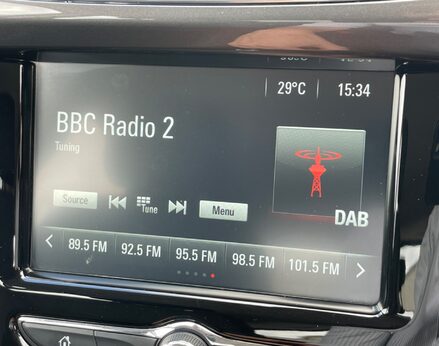 29°C 15:34
BBC Radio 2
Tuning
Source Tune Menu
DAB
89.5 FM 92.5 FM 95.5 FM 98.5 FM 101.5 FM